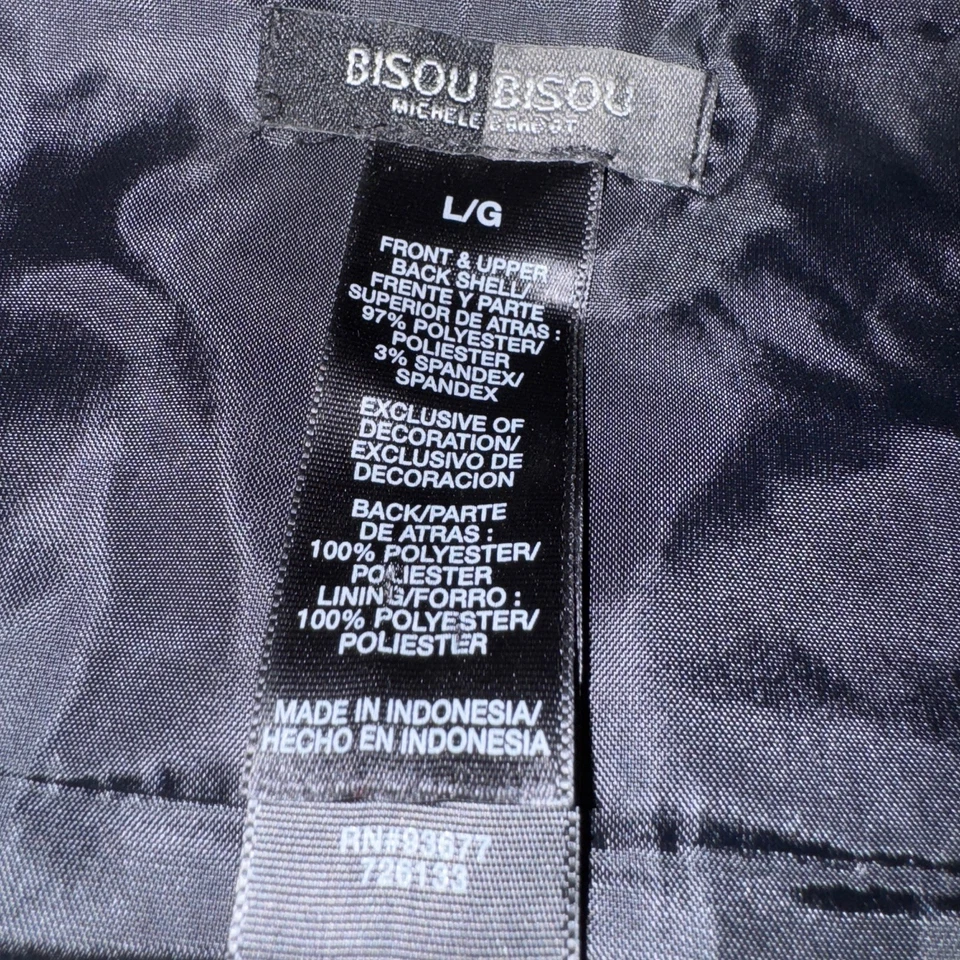 BISOU BISOU
MICHELE
L/G
FRONT & UPPER
BACK SHELL/
FRENTE Y PARTE
SUPERIOR DE ATRAS :
97% POLYESTER/
POLIESTER
3% SPANDEX/
SPANDEX
EXCLUSIVE OF
DECORATION/
EXCLUSIVO DE
DECORACION
BACK/PARTE
DE ATRAS :
100% POLYESTER/
POLIESTER
LINING/FORRO :
100% POLYESTER/
POLIESTER
MADE IN INDONESIA/
HECHO EN INDONESIA
RN#93677
726133